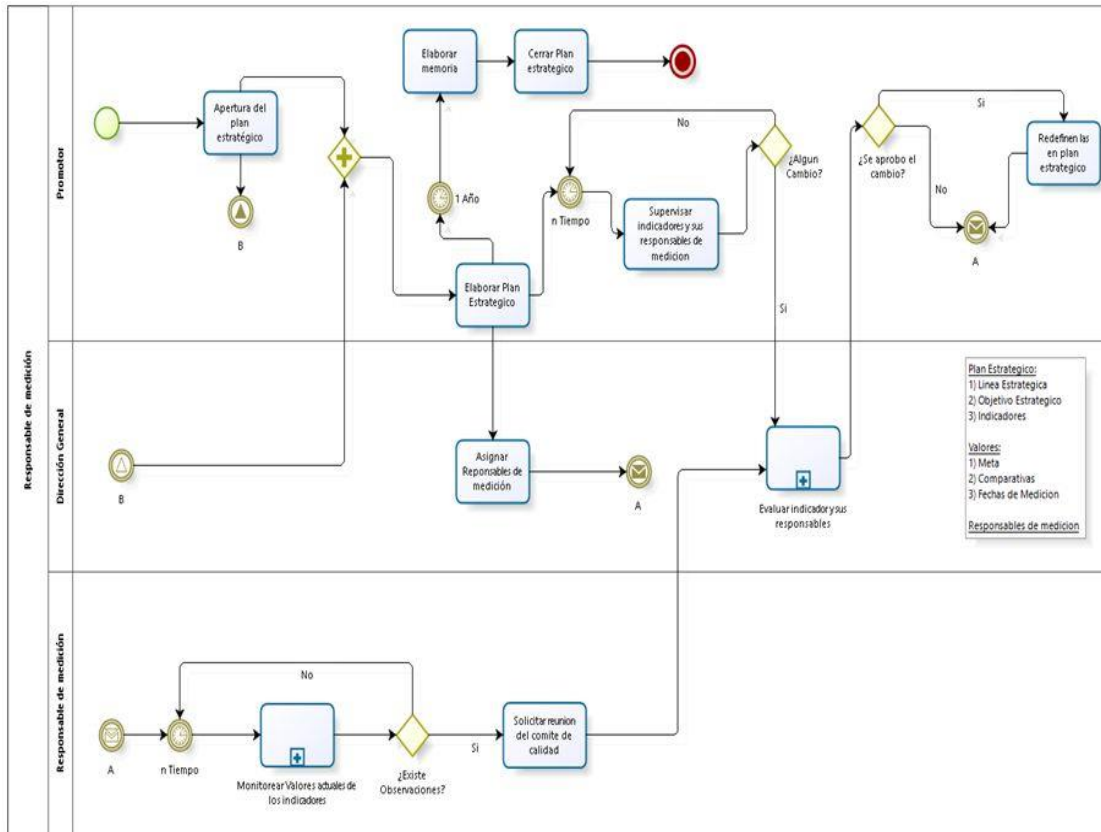 Responsable de medición
Promotor
Apertura del
plan
estratégico
B
Elaborar
memoria
Cerrar Plan
estrategico
1 Año
Elaborar Plan
Estrategico
n Tiempo
No
Supervisar
indicadores y sus
responsables de
medicion
¿Algun
Cambio?
Si
¿Se aprobo el
cambio?
Si
No
Redefinen las
en plan
estrategico
A
Dirección General
B
Asignar
Reponsables de
medición
A
Evaluar indicador y sus
responsables
Plan Estrategico:
1) Linea Estrategica
2) Objetivo Estrategico
3) Indicadores
Valores:
1) Meta
2) Comparativas
3) Fechas de Medicion
Responsables de medicion
Responsable de medición
A
n Tiempo
No
Monitorear Valores actuales de
los indicadores
¿Existe
Observaciones?
Si
Solicitar reunion
del comite de
calidad